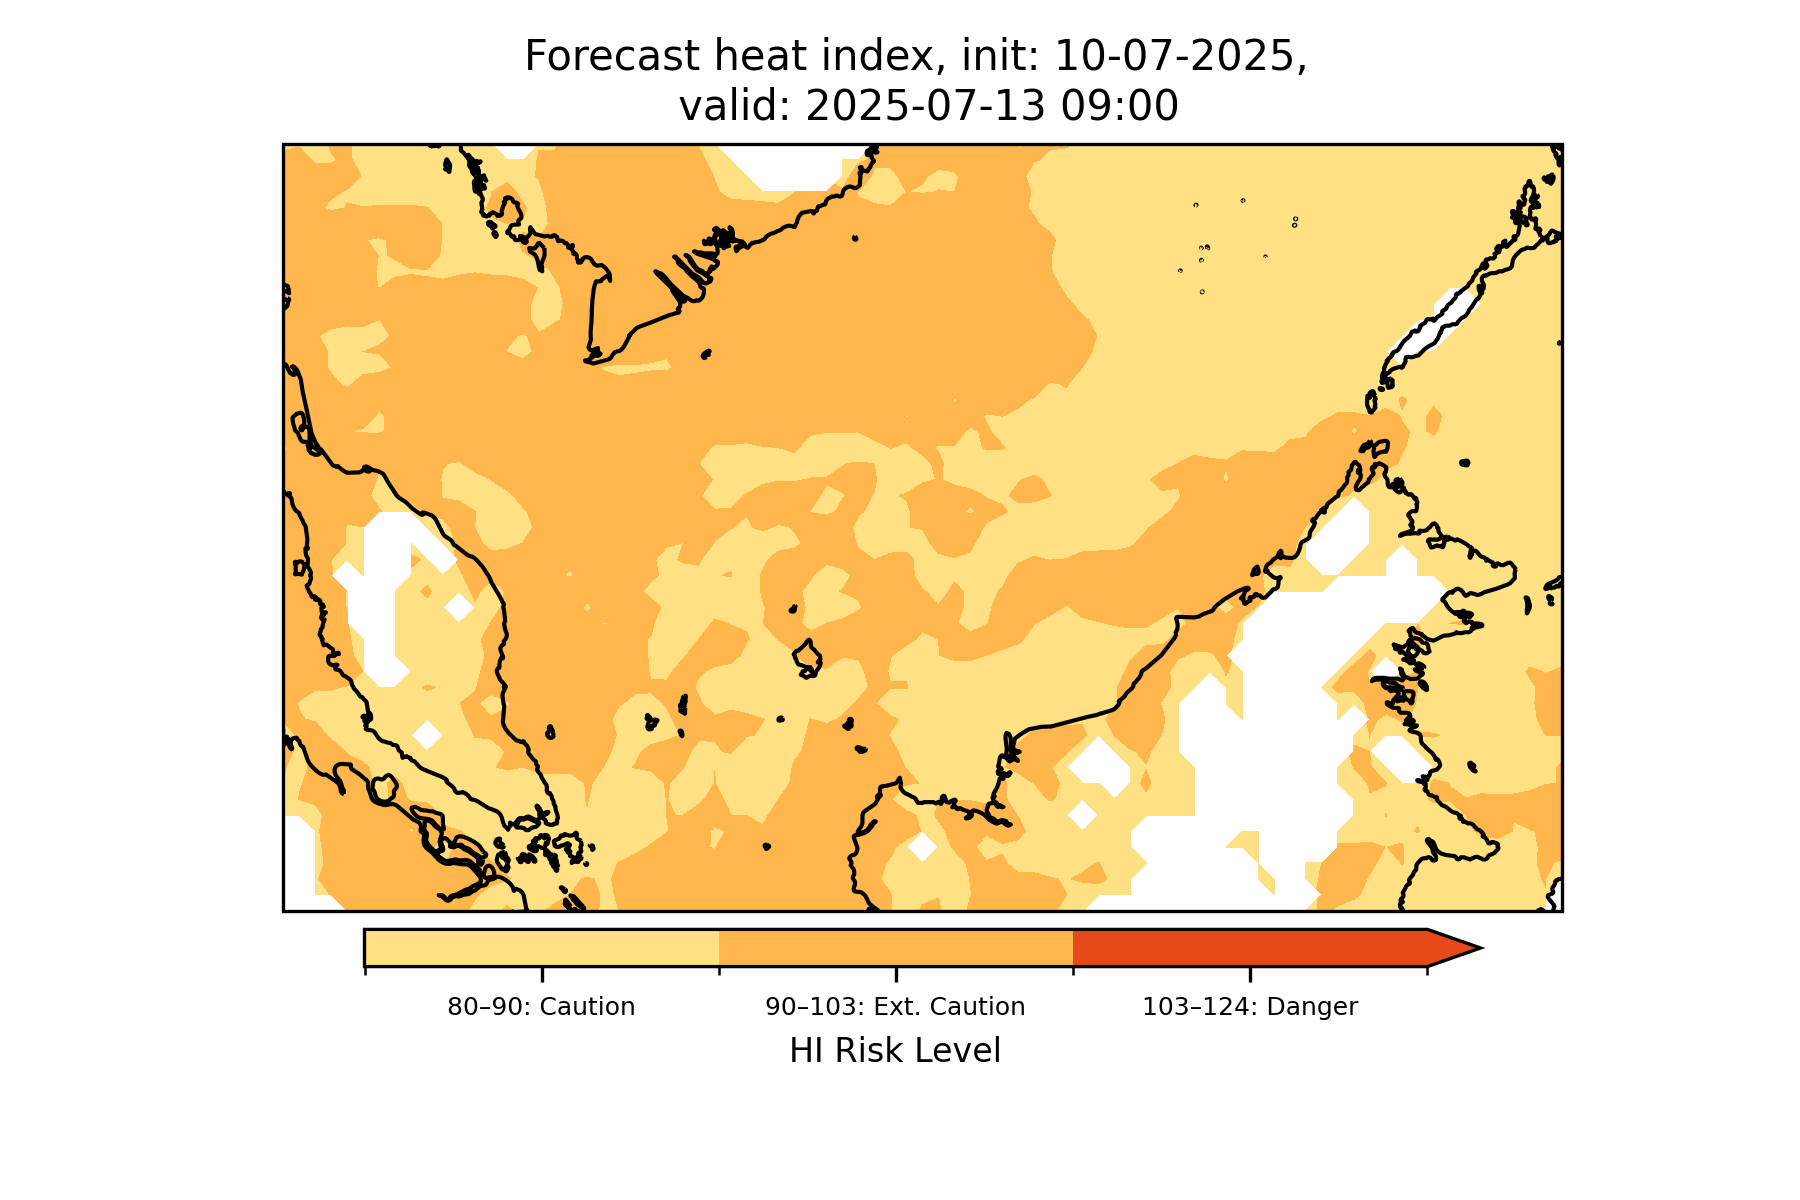 Forecast heat index, init: 10-07-2025,
valid: 2025-07-13 09:00
80–90: Caution
90–103: Ext. Caution
103–124: Danger
HI Risk Level